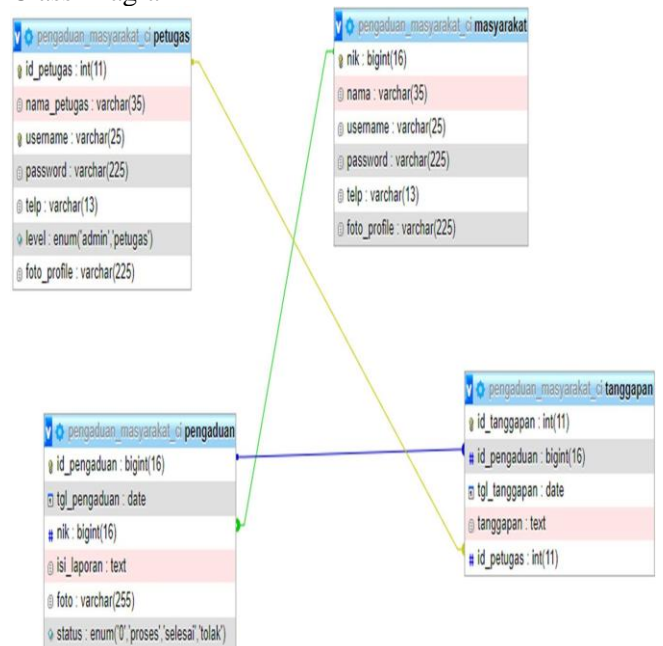 pengaduan_masyarakat_ci petugas
id_petugas : int(11)
nama_petugas : varchar(35)
username : varchar(25)
password : varchar(225)
telp : varchar(13)
level : enum('admin','petugas')
foto_profile : varchar(225)
pengaduan_masyarakat_ci masyarakat
nik : bigint(16)
nama : varchar(35)
username : varchar(25)
password : varchar(225)
telp : varchar(13)
foto_profile : varchar(225)
pengaduan_masyarakat_ci pengaduan
id_pengaduan : bigint(16)
tgl_pengaduan : date
nik : bigint(16)
isi_laporan : text
foto : varchar(255)
status : enum('0','proses','selesai','tolak')
pengaduan_masyarakat_ci tanggapan
id_tanggapan : int(11)
id_pengaduan : bigint(16)
tgl_tanggapan : date
tanggapan : text
id_petugas : int(11)